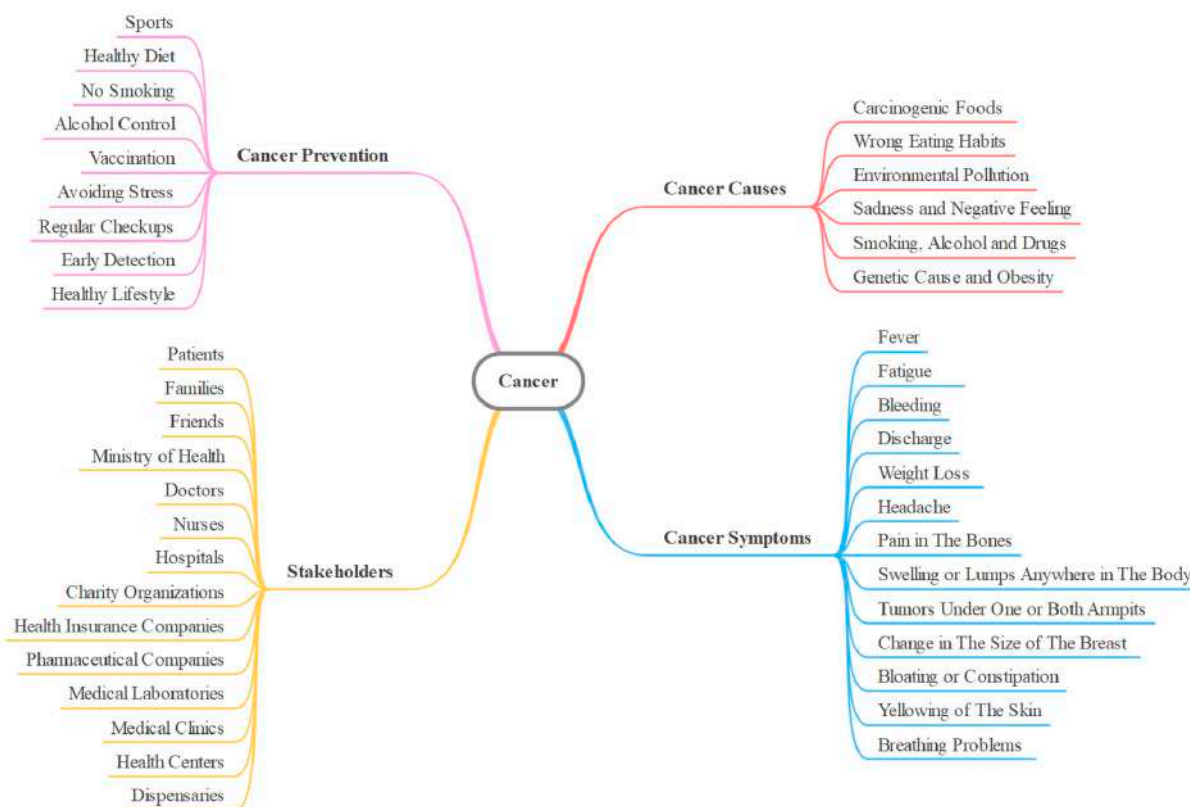 Sports
Healthy Diet
No Smoking
Alcohol Control
Vaccination
Avoiding Stress
Regular Checkups
Early Detection
Healthy Lifestyle
Cancer Prevention
Carcinogenic Foods
Wrong Eating Habits
Environmental Pollution
Sadness and Negative Feeling
Smoking, Alcohol and Drugs
Genetic Cause and Obesity
Cancer Causes
Cancer
Patients
Families
Friends
Ministry of Health
Doctors
Nurses
Hospitals
Charity Organizations
Health Insurance Companies
Pharmaceutical Companies
Medical Laboratories
Medical Clinics
Health Centers
Dispensaries
Stakeholders
Fever
Fatigue
Bleeding
Discharge
Weight Loss
Headache
Pain in The Bones
Swelling or Lumps Anywhere in The Body
Tumors Under One or Both Armpits
Change in The Size of The Breast
Bloating or Constipation
Yellowing of The Skin
Breathing Problems
Cancer Symptoms